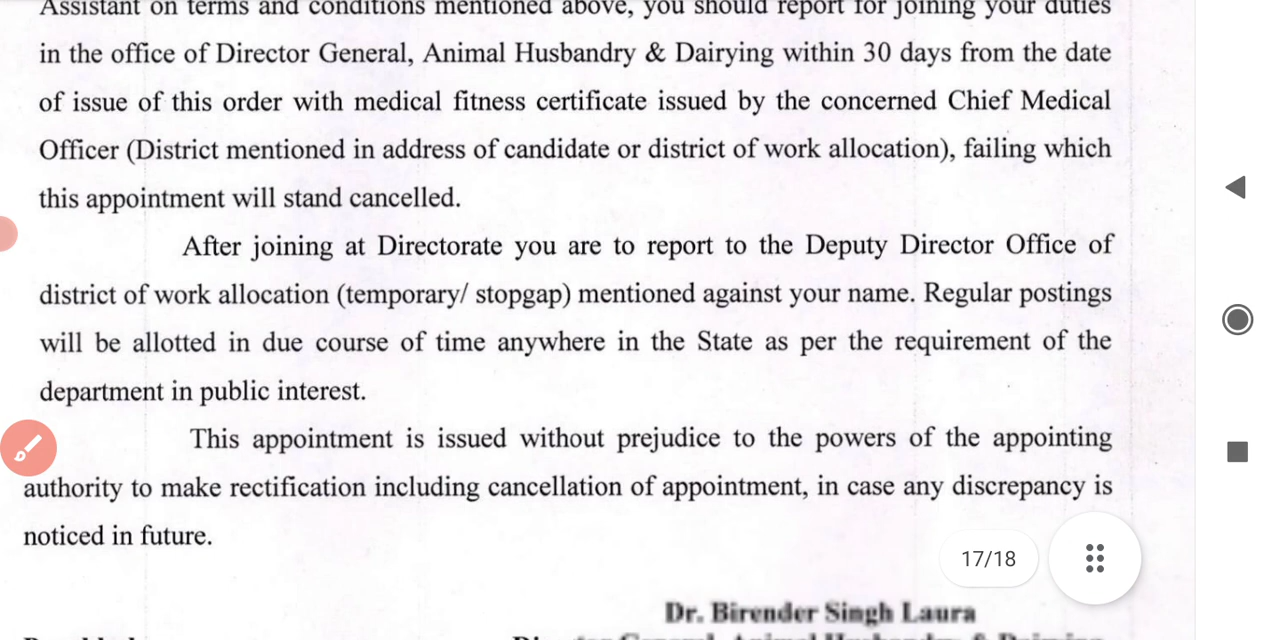 Assistant on terms and conditions mentioned above, you should report for joining your duties
in the office of Director General, Animal Husbandry & Dairying within 30 days from the date
of issue of this order with medical fitness certificate issued by the concerned Chief Medical
Officer (District mentioned in address of candidate or district of work allocation), failing which
this appointment will stand cancelled.
After joining at Directorate you are to report to the Deputy Director Office of
district of work allocation (temporary/ stopgap) mentioned against your name. Regular postings
will be allotted in due course of time anywhere in the State as per the requirement of the
department in public interest.
This appointment is issued without prejudice to the powers of the appointing
authority to make rectification including cancellation of appointment, in case any discrepancy is
noticed in future.
17/18
Dr. Birender Singh Laura